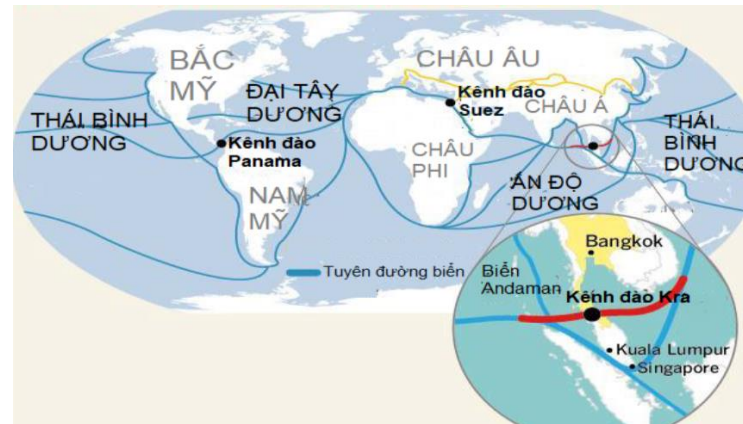 BẮC
MỸ
CHÂU ÂU
ĐẠI TÂY
DƯƠNG
Kênh đào
Suez
CHÂU Á
THÁI BÌNH
DƯƠNG
Kênh đào
Panama
CHÂU
PHI
THÁI
BÌNH
DƯƠNG
ẤN ĐỘ
DƯƠNG
NAM
MỸ
Tuyên đường biển
Bangkok
Biển
Andaman
Kênh đào Kra
Kuala Lumpur
Singapore